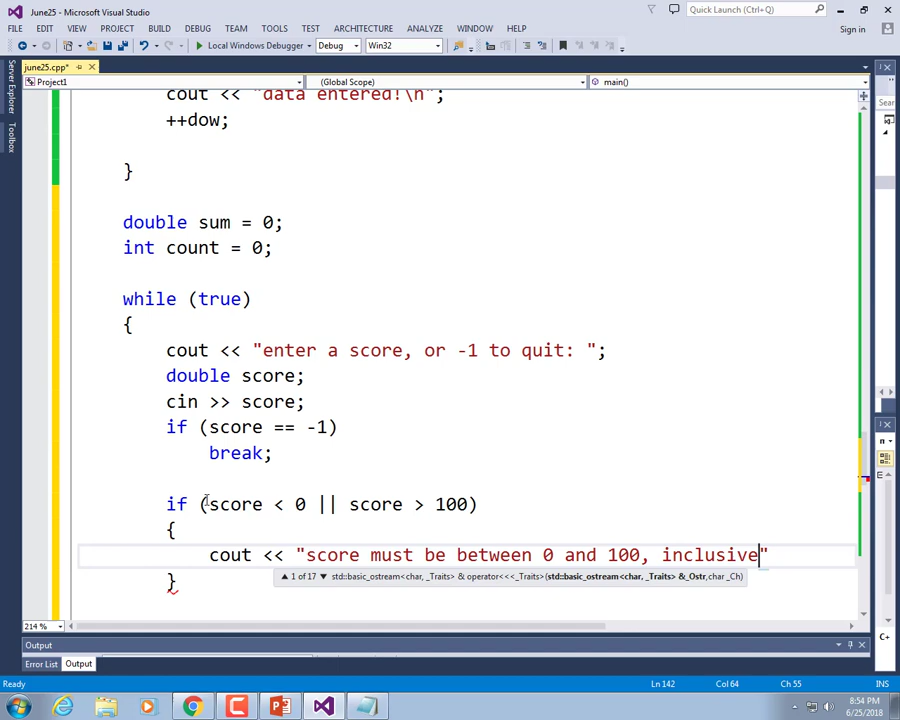 June25 - Microsoft Visual Studio
Quick Launch (Ctrl+Q)
FILE EDIT VIEW PROJECT BUILD DEBUG TEAM TOOLS TEST ARCHITECTURE ANALYZE WINDOW HELP
Sign in
Local Windows Debugger Debug Win32
june25.cpp*
Project1 (Global Scope) main()
Server Explorer
Toolbox
Sear
cout << "data entered!\n";
++dow;
}
double sum = 0;
int count = 0;
while (true)
{
cout << "enter a score, or -1 to quit: ";
double score;
cin >> score;
if (score == -1)
break;
if (score < 0 || score > 100)
{
cout << "score must be between 0 and 100, inclusive"
1 of 17 std::basic_ostream<char, _Traits> & operator<<<_Traits>(std::basic_ostream<char, _Traits> &_Ostr,char _Ch)
}
214 %
Output
C+
Error List Output
Ready Ln 142 Col 64 Ch 55
8:54 PM
6/25/2018